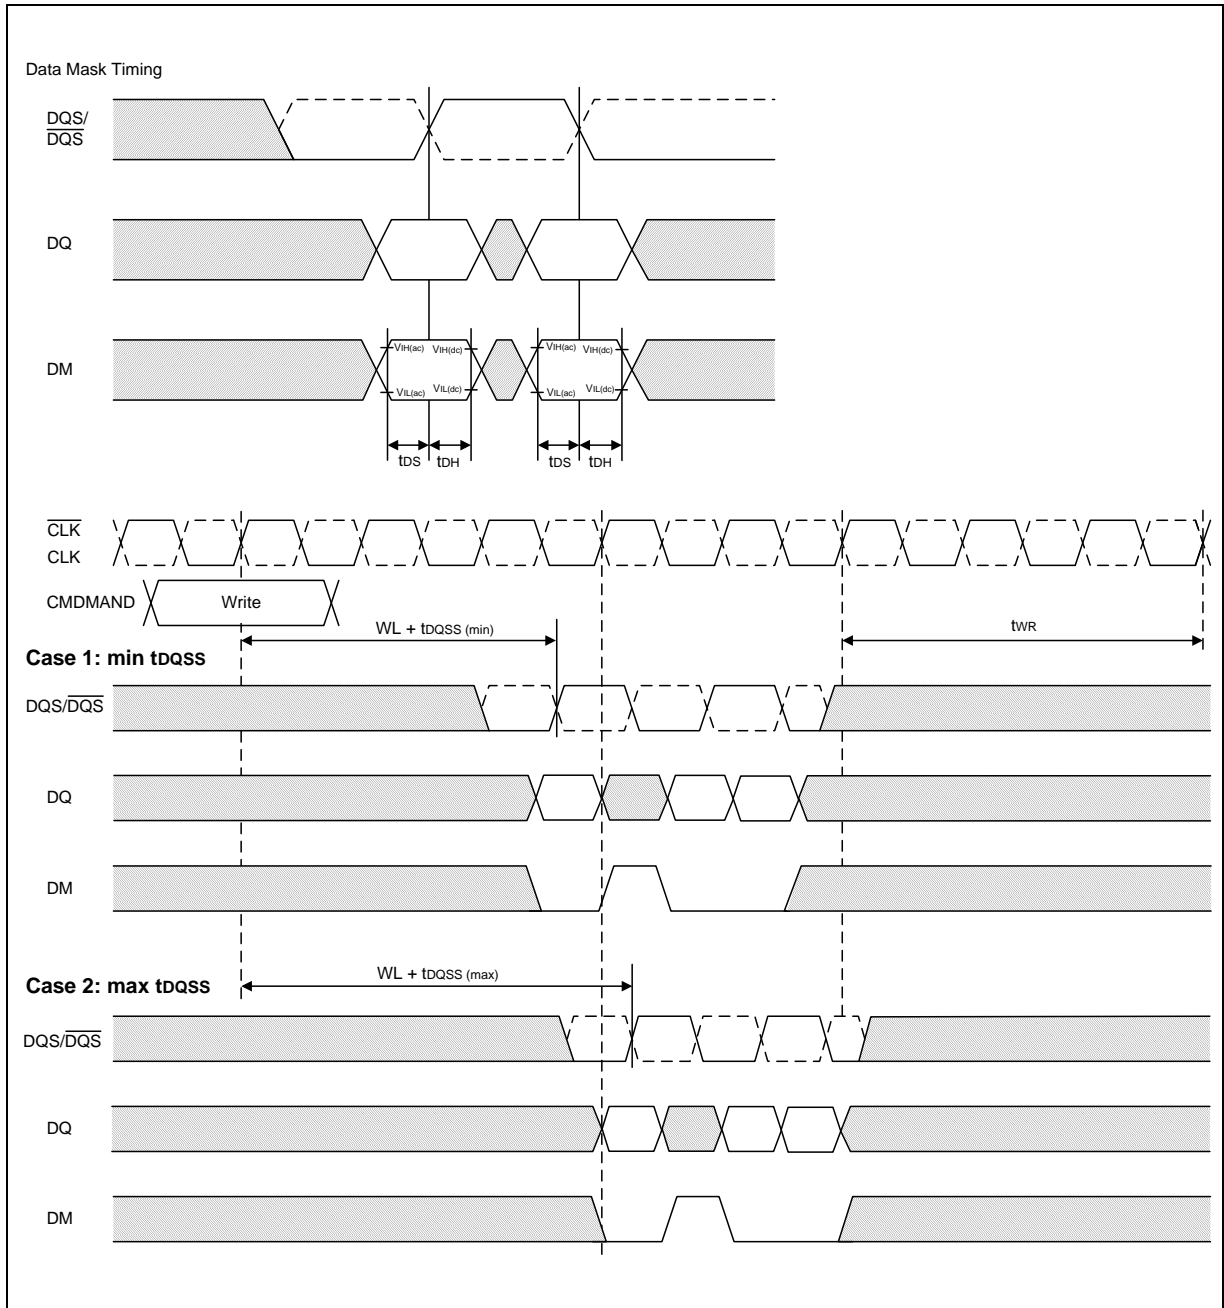 Data Mask Timing
DQS/
DQS
DQ
DM
VIH(ac) VIH(dc) VIH(ac) VIH(dc)
VIL(ac) VIL(dc) VIL(ac) VIL(dc)
tDS tDH tDS tDH
CLK
CLK
CMDMAND Write
WL + tDQSS (min) tWR
Case 1: min tDQSS
DQS/DQS
DQ
DM
WL + tDQSS (max)
Case 2: max tDQSS
DQS/DQS
DQ
DM